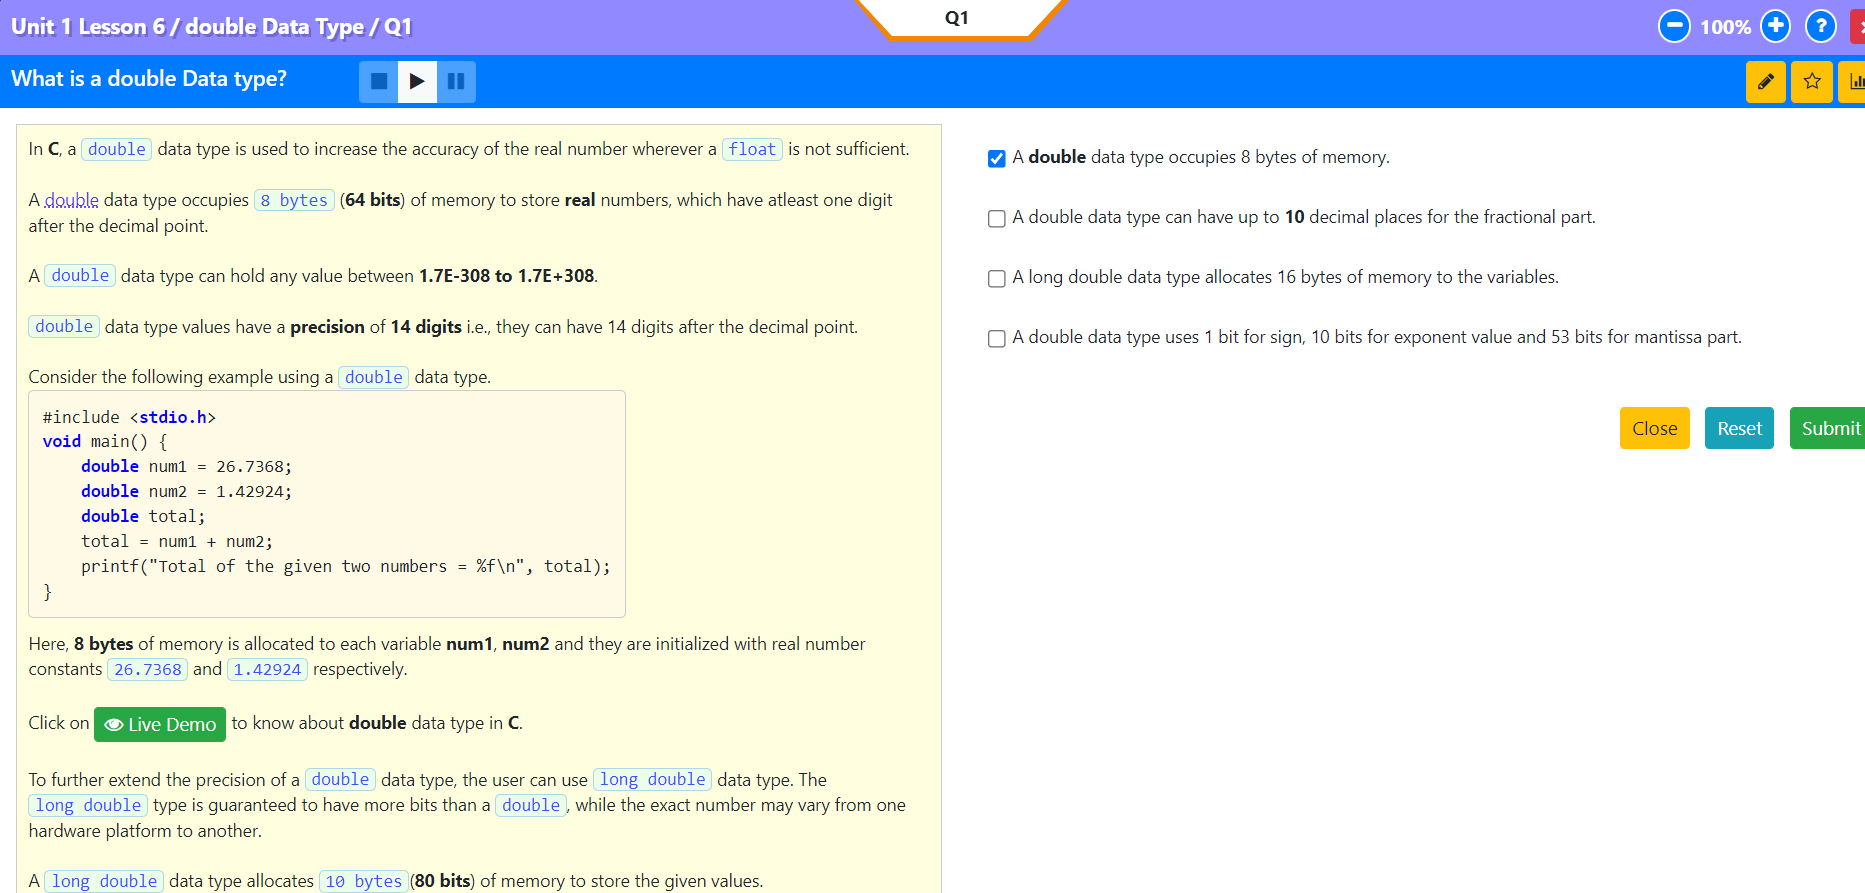 Unit 1 Lesson 6 / double Data Type / Q1
Q1
100%
?
What is a double Data type?
In C, a double data type is used to increase the accuracy of the real number wherever a float is not sufficient.
A double data type occupies 8 bytes (64 bits) of memory to store real numbers, which have atleast one digit
after the decimal point.
A double data type can hold any value between 1.7E-308 to 1.7E+308.
double data type values have a precision of 14 digits i.e., they can have 14 digits after the decimal point.
Consider the following example using a double data type.
#include <stdio.h>
void main() {
    double num1 = 26.7368;
    double num2 = 1.42924;
    double total;
    total = num1 + num2;
    printf("Total of the given two numbers = %f\n", total);
}
Here, 8 bytes of memory is allocated to each variable num1, num2 and they are initialized with real number
constants 26.7368 and 1.42924 respectively.
Click on Live Demo to know about double data type in C.
To further extend the precision of a double data type, the user can use long double data type. The
long double type is guaranteed to have more bits than a double, while the exact number may vary from one
hardware platform to another.
A long double data type allocates 10 bytes (80 bits) of memory to store the given values.
A double data type occupies 8 bytes of memory.
A double data type can have up to 10 decimal places for the fractional part.
A long double data type allocates 16 bytes of memory to the variables.
A double data type uses 1 bit for sign, 10 bits for exponent value and 53 bits for mantissa part.
Close
Reset
Submit